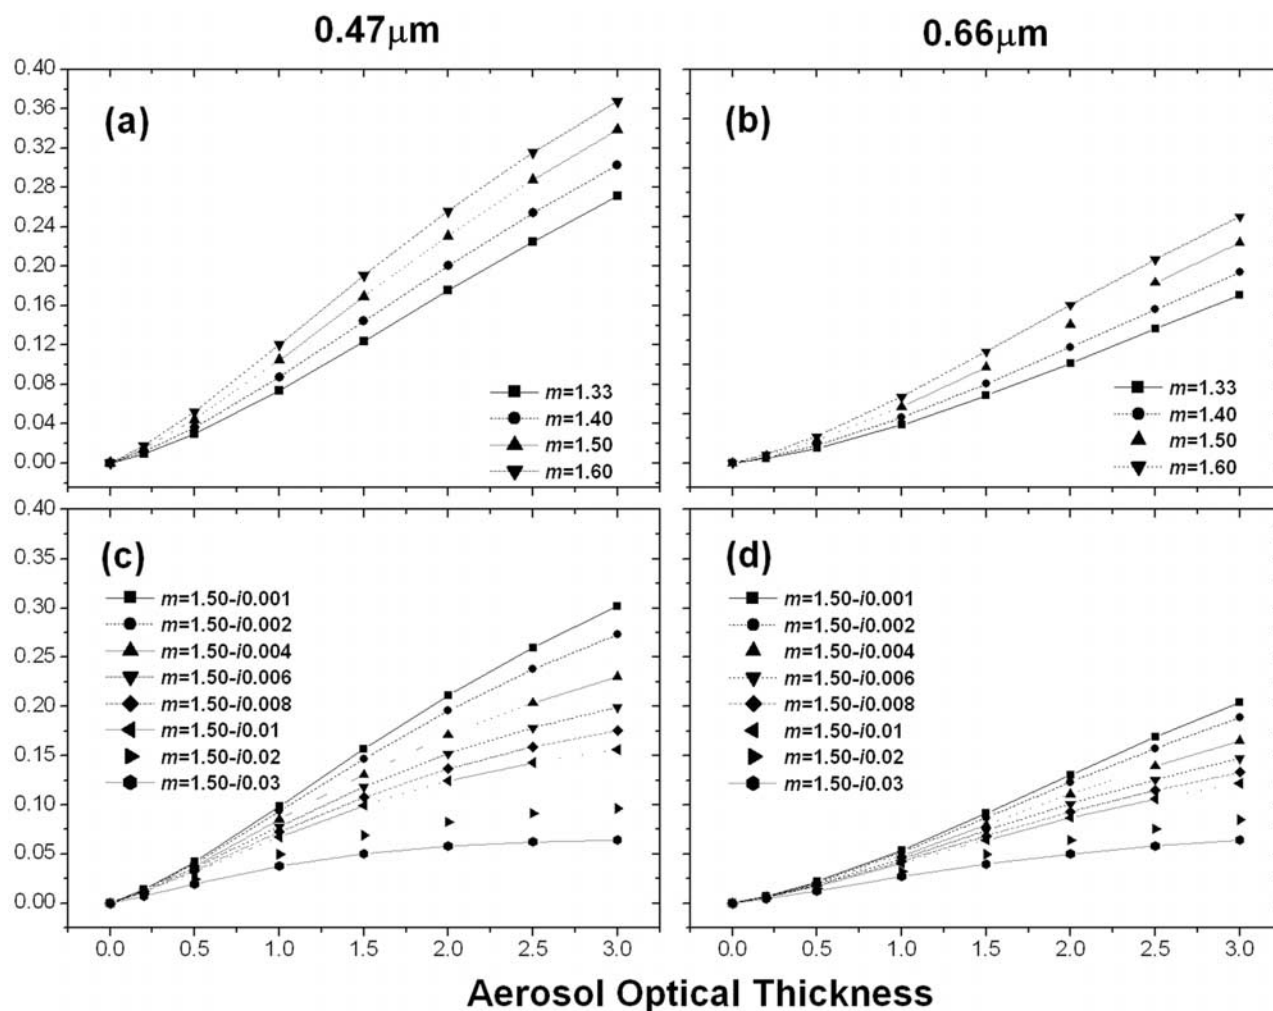 0.47μm
0.66μm
0.40
0.36
0.32
0.28
0.24
0.20
0.16
0.12
0.08
0.04
0.00
(a)
m=1.33
m=1.40
m=1.50
m=1.60
(b)
m=1.33
m=1.40
m=1.50
m=1.60
0.40
0.35
0.30
0.25
0.20
0.15
0.10
0.05
0.00
(c)
m=1.50-i0.001
m=1.50-i0.002
m=1.50-i0.004
m=1.50-i0.006
m=1.50-i0.008
m=1.50-i0.01
m=1.50-i0.02
m=1.50-i0.03
(d)
m=1.50-i0.001
m=1.50-i0.002
m=1.50-i0.004
m=1.50-i0.006
m=1.50-i0.008
m=1.50-i0.01
m=1.50-i0.02
m=1.50-i0.03
0.0 0.5 1.0 1.5 2.0 2.5 3.0
0.0 0.5 1.0 1.5 2.0 2.5 3.0
Aerosol Optical Thickness